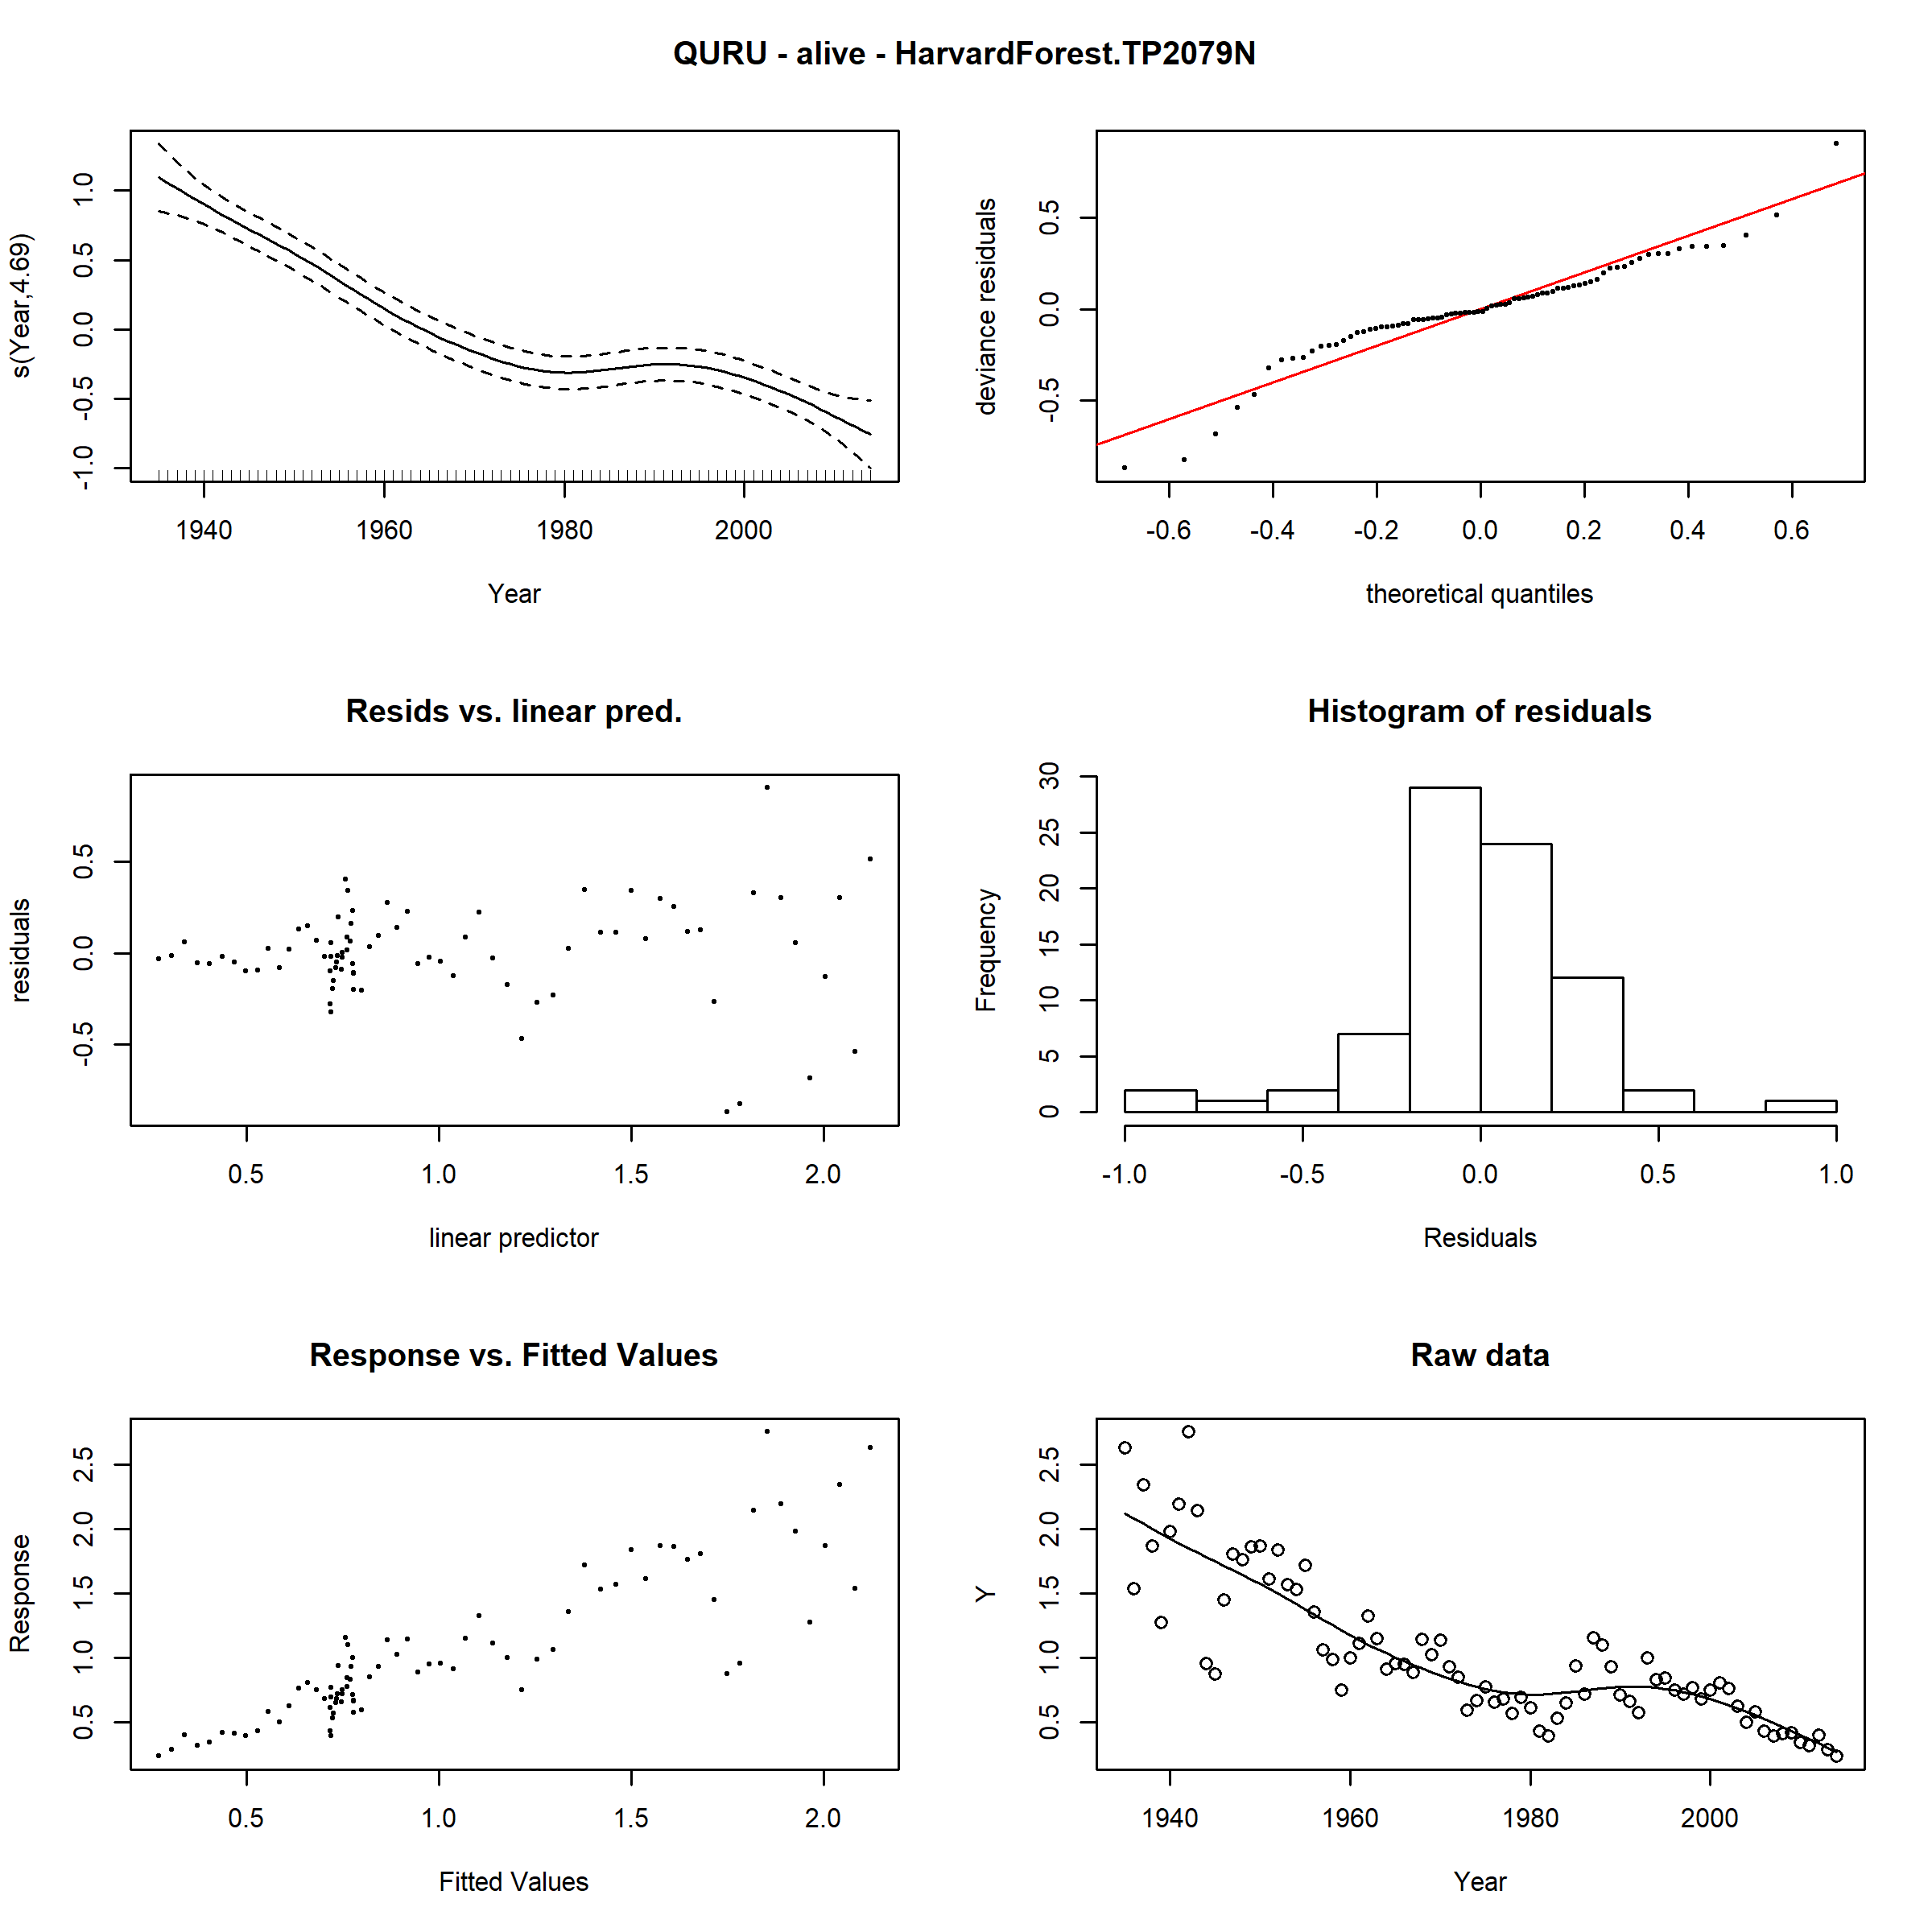 QURU - alive - HarvardForest.TP2079N
s(Year,4.69)
1.0
0.5
0.0
-0.5
-1.0
1940 1960 1980 2000
Year
deviance residuals
0.5
0.0
-0.5
-0.6 -0.4 -0.2 0.0 0.2 0.4 0.6
theoretical quantiles
Resids vs. linear pred.
residuals
0.5
0.0
-0.5
0.5 1.0 1.5 2.0
linear predictor
Histogram of residuals
Frequency
30
25
20
15
10
5
0
-1.0 -0.5 0.0 0.5 1.0
Residuals
Response vs. Fitted Values
Response
2.5
2.0
1.5
1.0
0.5
0.5 1.0 1.5 2.0
Fitted Values
Raw data
Y
2.5
2.0
1.5
1.0
0.5
1940 1960 1980 2000
Year